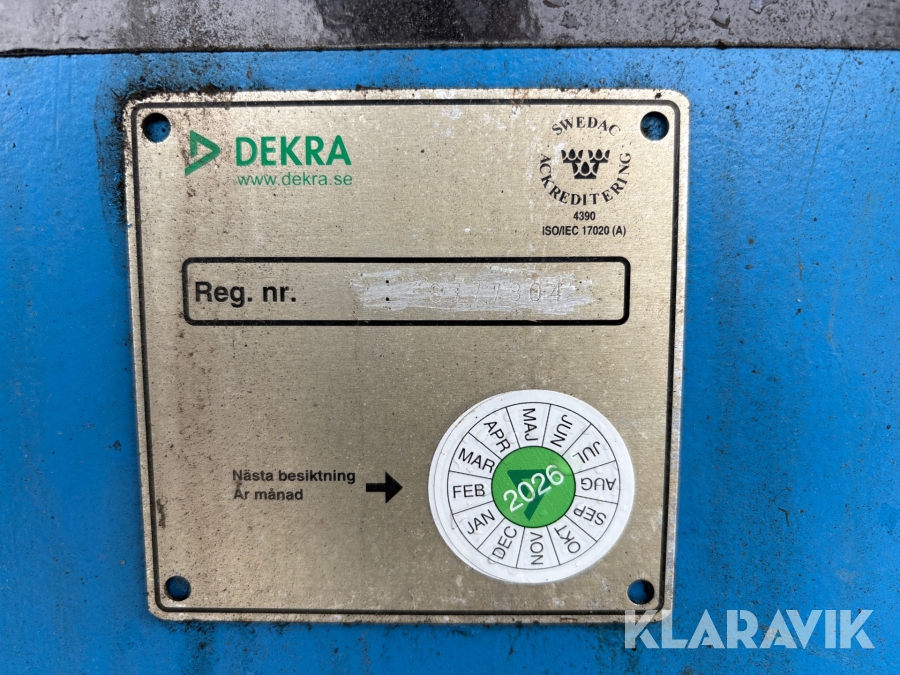 DEKRA
www.dekra.se
SWEDAC
ACKREDITERING
4390
ISO/IEC 17020 (A)
Reg. nr.
Nästa besiktning
År månad
JAN
FEB
MAR
APR
MAJ
JUN
JUL
AUG
SEP
OKT
NOV
DEC
2026
KLARAVIK